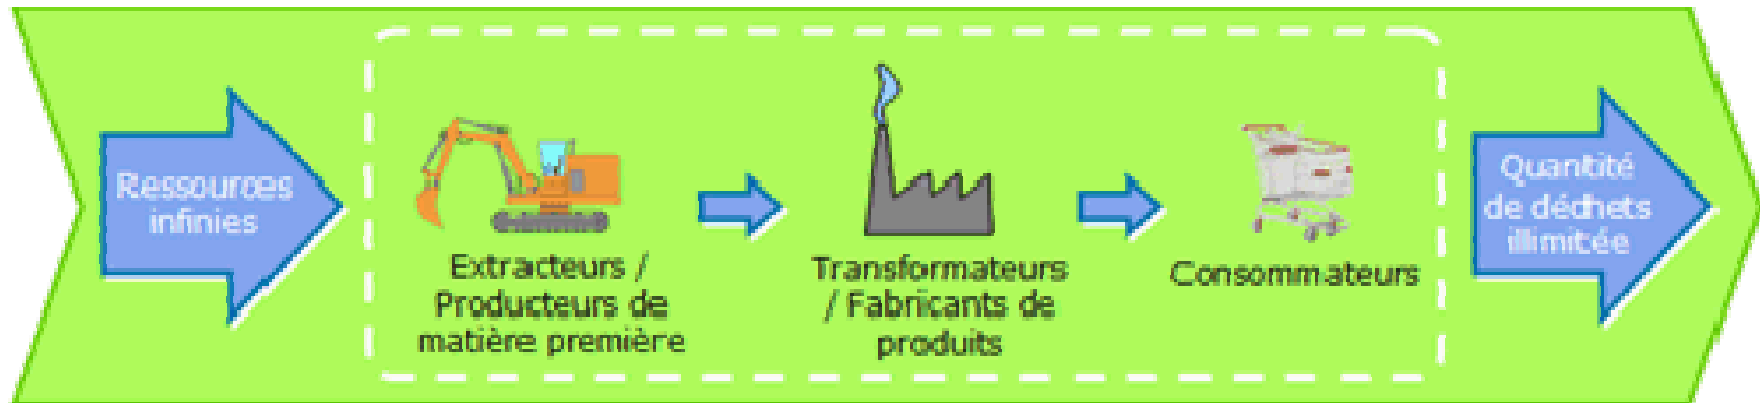 Ressources
infinies
Extracteurs /
Producteurs de
matière première
Transformateurs
/ Fabricants de
produits
Consommateurs
Quantité
de déchets
illimitée